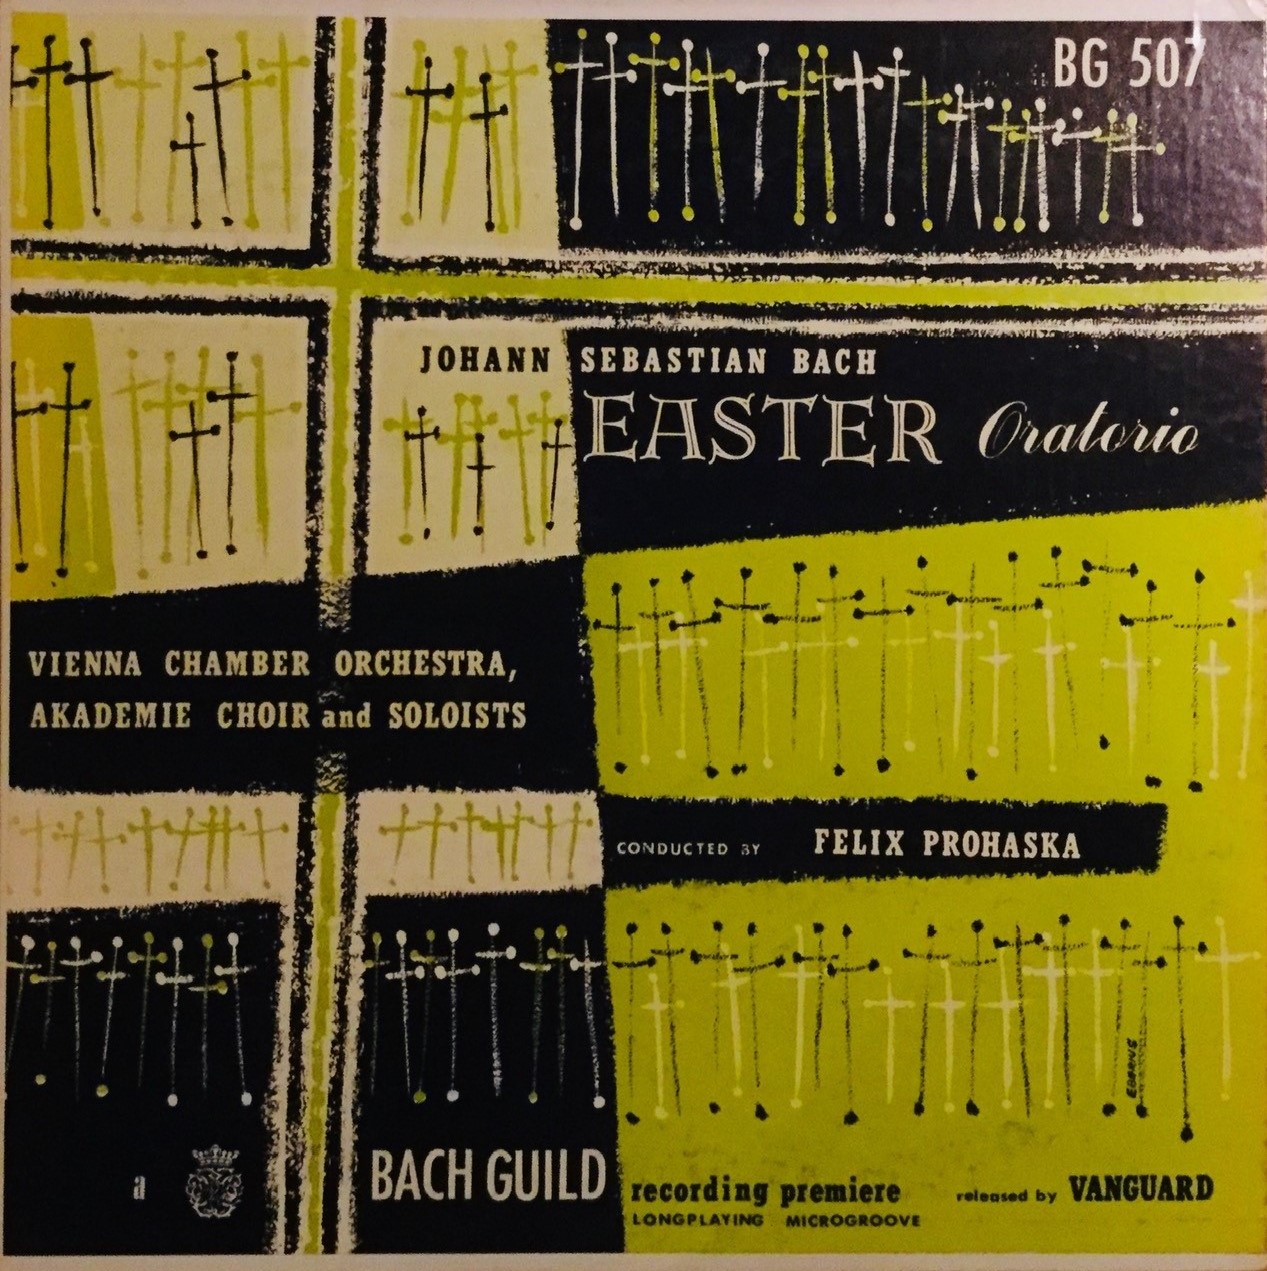 BG 507
JOHANN SEBASTIAN BACH
EASTER Oratorio
VIENNA CHAMBER ORCHESTRA,
AKADEMIE CHOIR and SOLOISTS
CONDUCTED BY FELIX PROHASKA
EBERIUS
a BACH GUILD recording premiere released by VANGUARD
LONGPLAYING MICROGROOVE